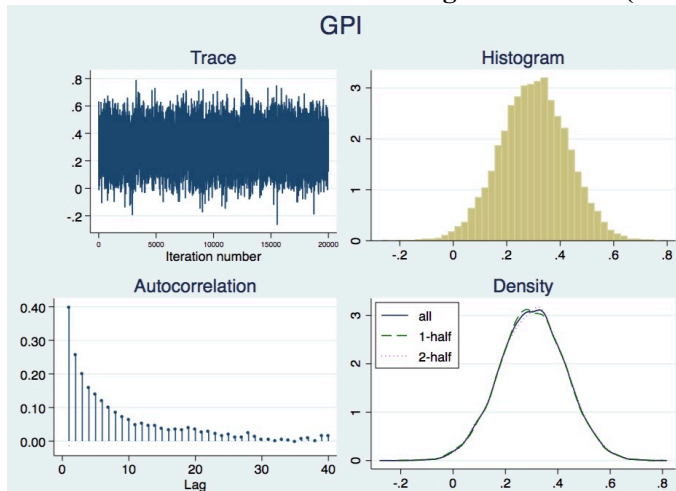 GPI
Trace
.8
.6
.4
.2
0
-.2
0 5000 10000 15000 20000
Iteration number
Histogram
3
2
1
0
-.2 0 .2 .4 .6 .8
Autocorrelation
0.40
0.30
0.20
0.10
0.00
0 10 20 30 40
Lag
Density
all
1-half
2-half
3
2
1
0
-.2 0 .2 .4 .6 .8